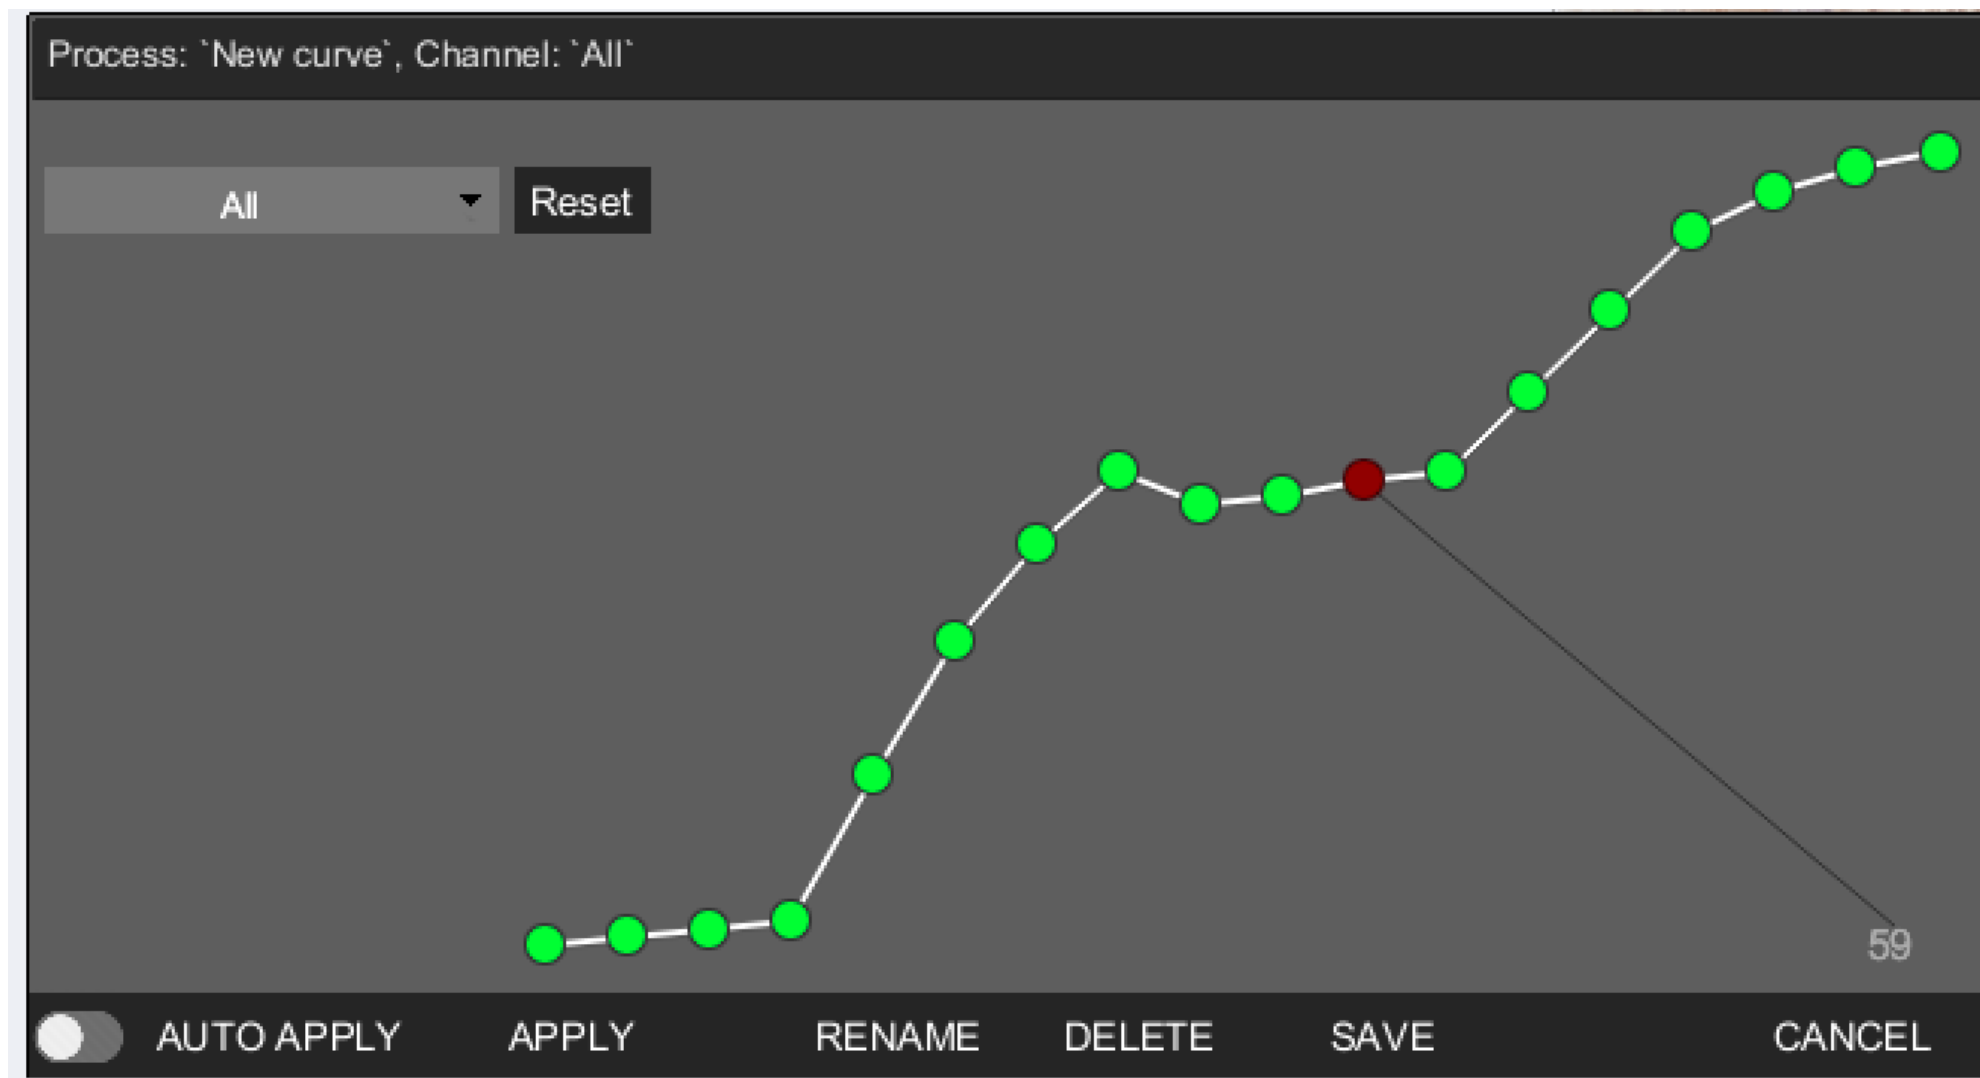 Process: `New curve`, Channel: `All`
All
Reset
59
AUTO APPLY
APPLY
RENAME
DELETE
SAVE
CANCEL